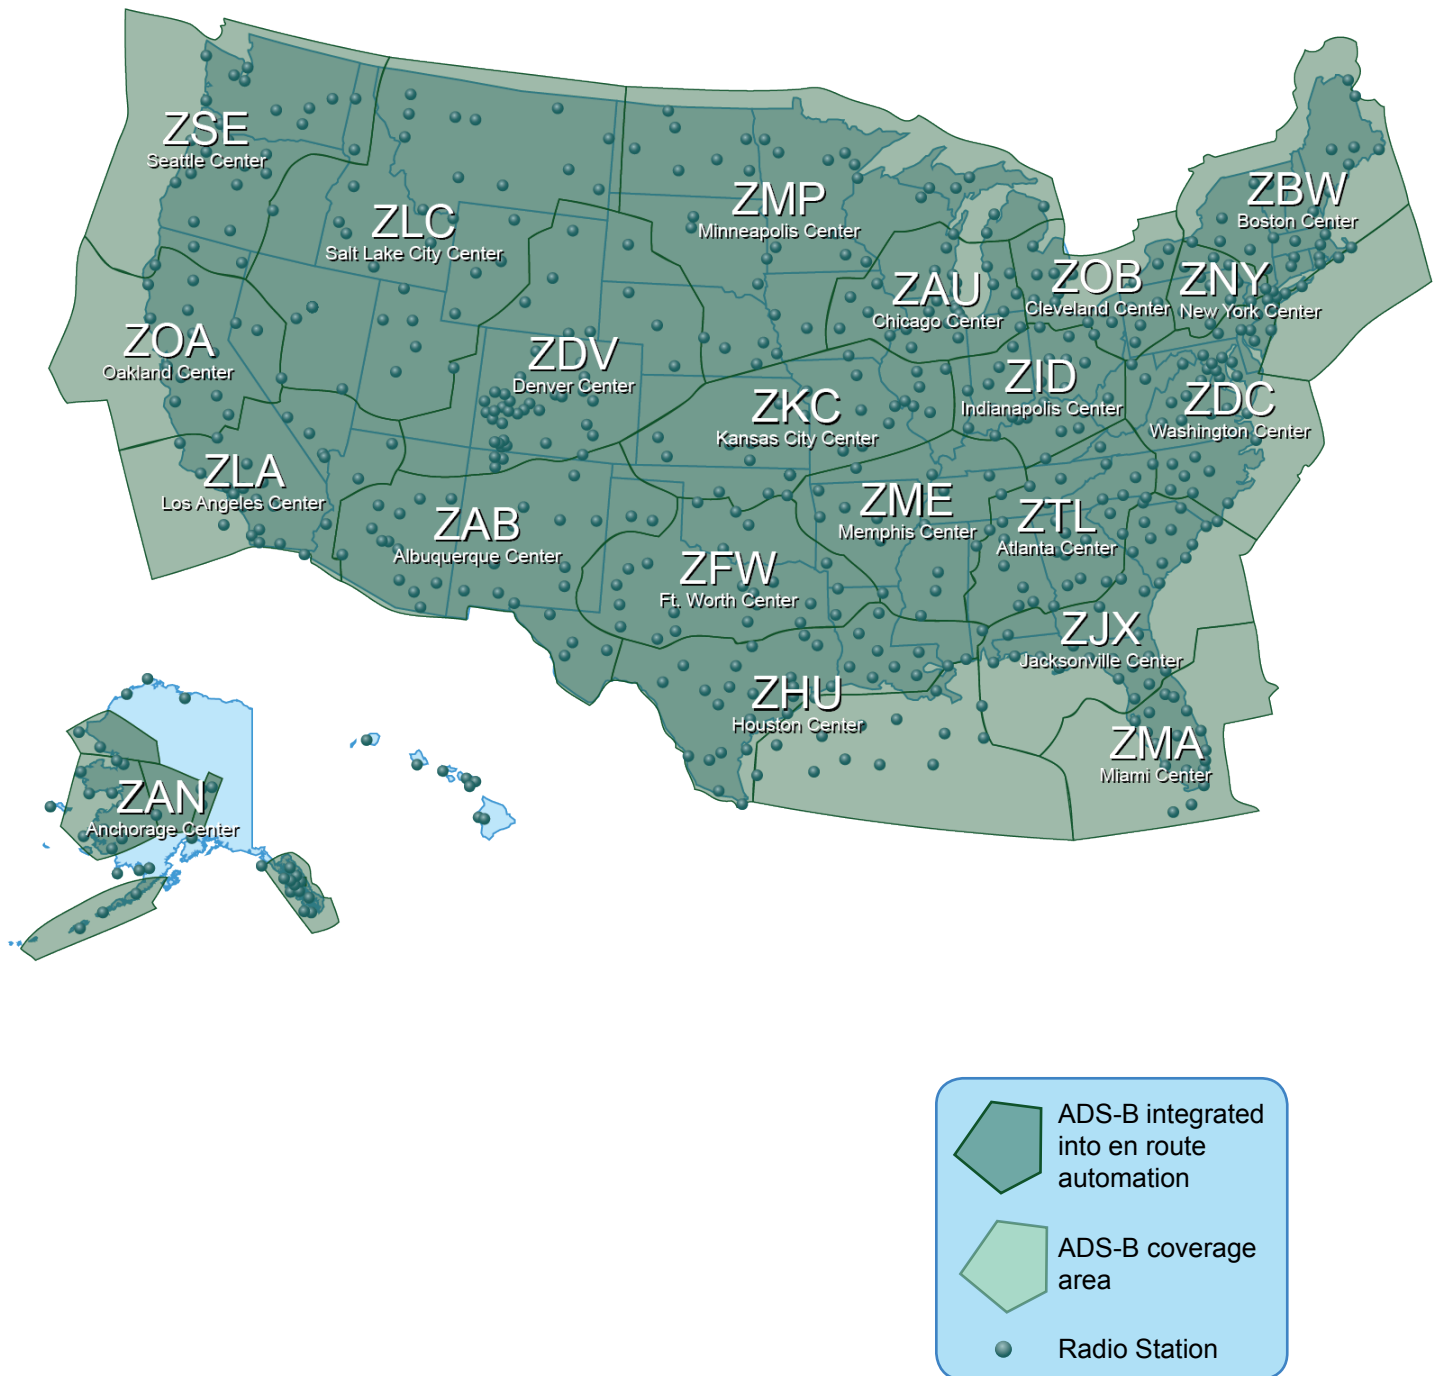 ZSE
Seattle Center
ZLC
Salt Lake City Center
ZMP
Minneapolis Center
ZBW
Boston Center
ZAU
Chicago Center
ZOB
Cleveland Center
ZNY
New York Center
ZOA
Oakland Center
ZDV
Denver Center
ZKC
Kansas City Center
ZID
Indianapolis Center
ZDC
Washington Center
ZLA
Los Angeles Center
ZAB
Albuquerque Center
ZME
Memphis Center
ZTL
Atlanta Center
ZFW
Ft. Worth Center
ZJX
Jacksonville Center
ZHU
Houston Center
ZMA
Miami Center
ZAN
Anchorage Center
ADS-B integrated
into en route
automation
ADS-B coverage
area
Radio Station